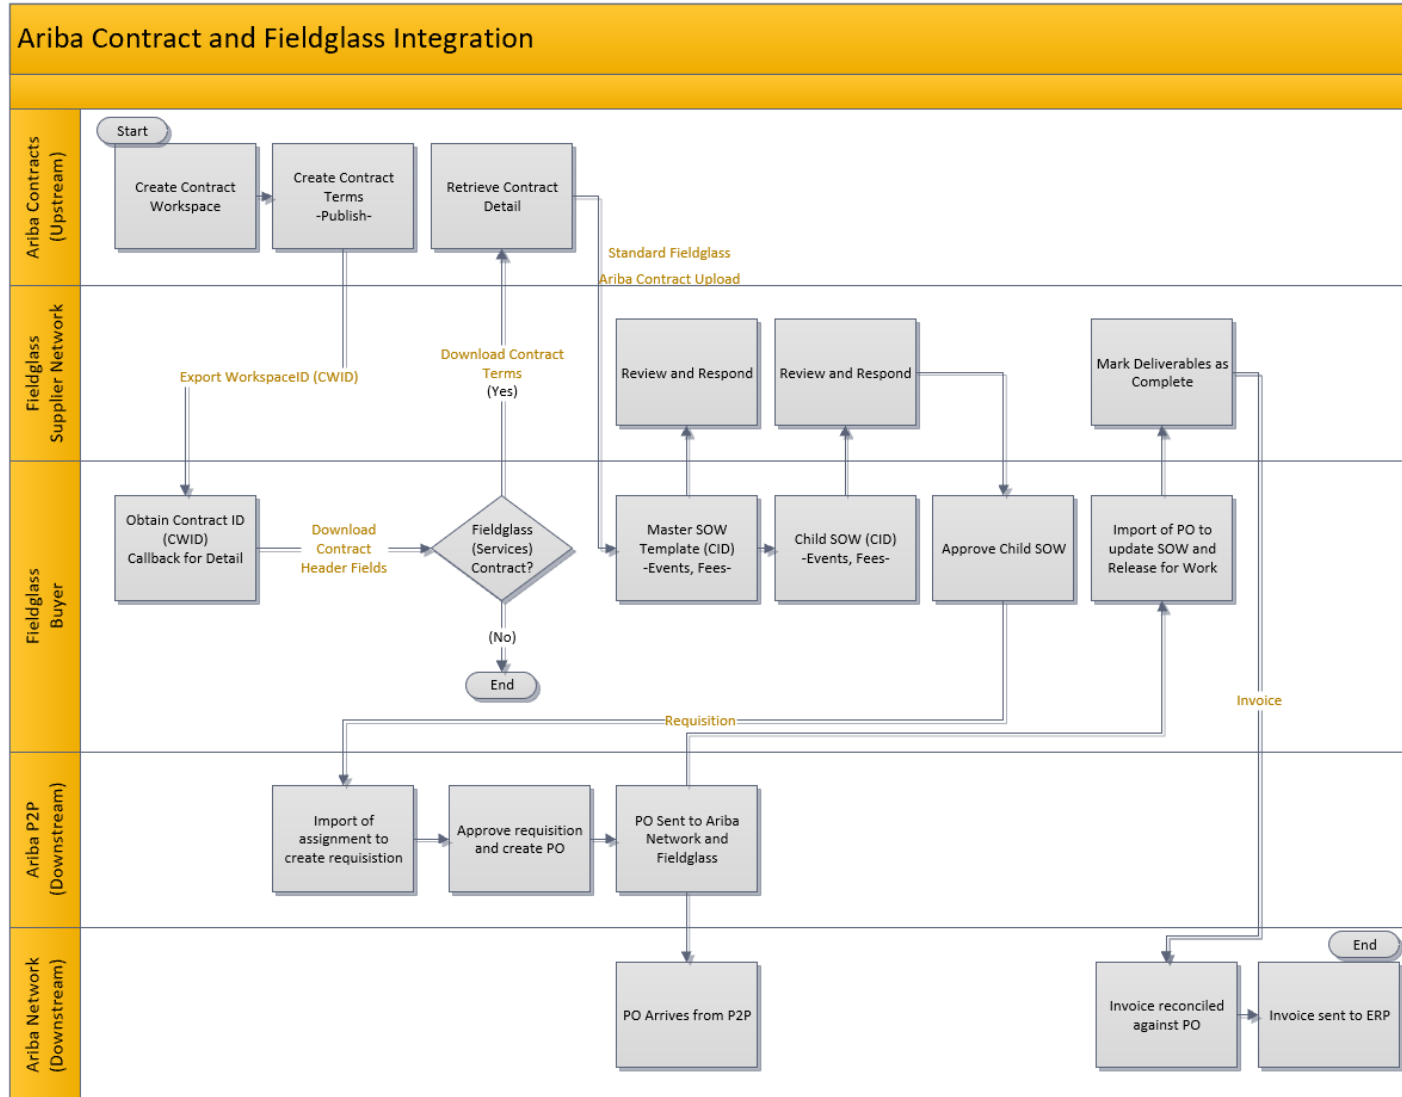 Ariba Contract and Fieldglass Integration
Ariba Contracts
(Upstream)
Start
Create Contract
Workspace
Create Contract
Terms
-Publish-
Retrieve Contract
Detail
Standard Fieldglass
Ariba Contract Upload
Fieldglass
Supplier Network
Export WorkspaceID (CWID)
Download Contract
Terms
(Yes)
Review and Respond
Review and Respond
Mark Deliverables as
Complete
Fieldglass
Buyer
Obtain Contract ID
(CWID)
Callback for Detail
Download
Contract
Header Fields
Fieldglass
(Services)
Contract?
(No)
End
Master SOW
Template (CID)
-Events, Fees-
Child SOW (CID)
-Events, Fees-
Approve Child SOW
Import of PO to
update SOW and
Release for Work
Requisition
Invoice
Ariba P2P
(Downstream)
Import of
assignment to
create requisistion
Approve requisition
and create PO
PO Sent to Ariba
Network and
Fieldglass
Ariba Network
(Downstream)
PO Arrives from P2P
Invoice reconciled
against PO
End
Invoice sent to ERP